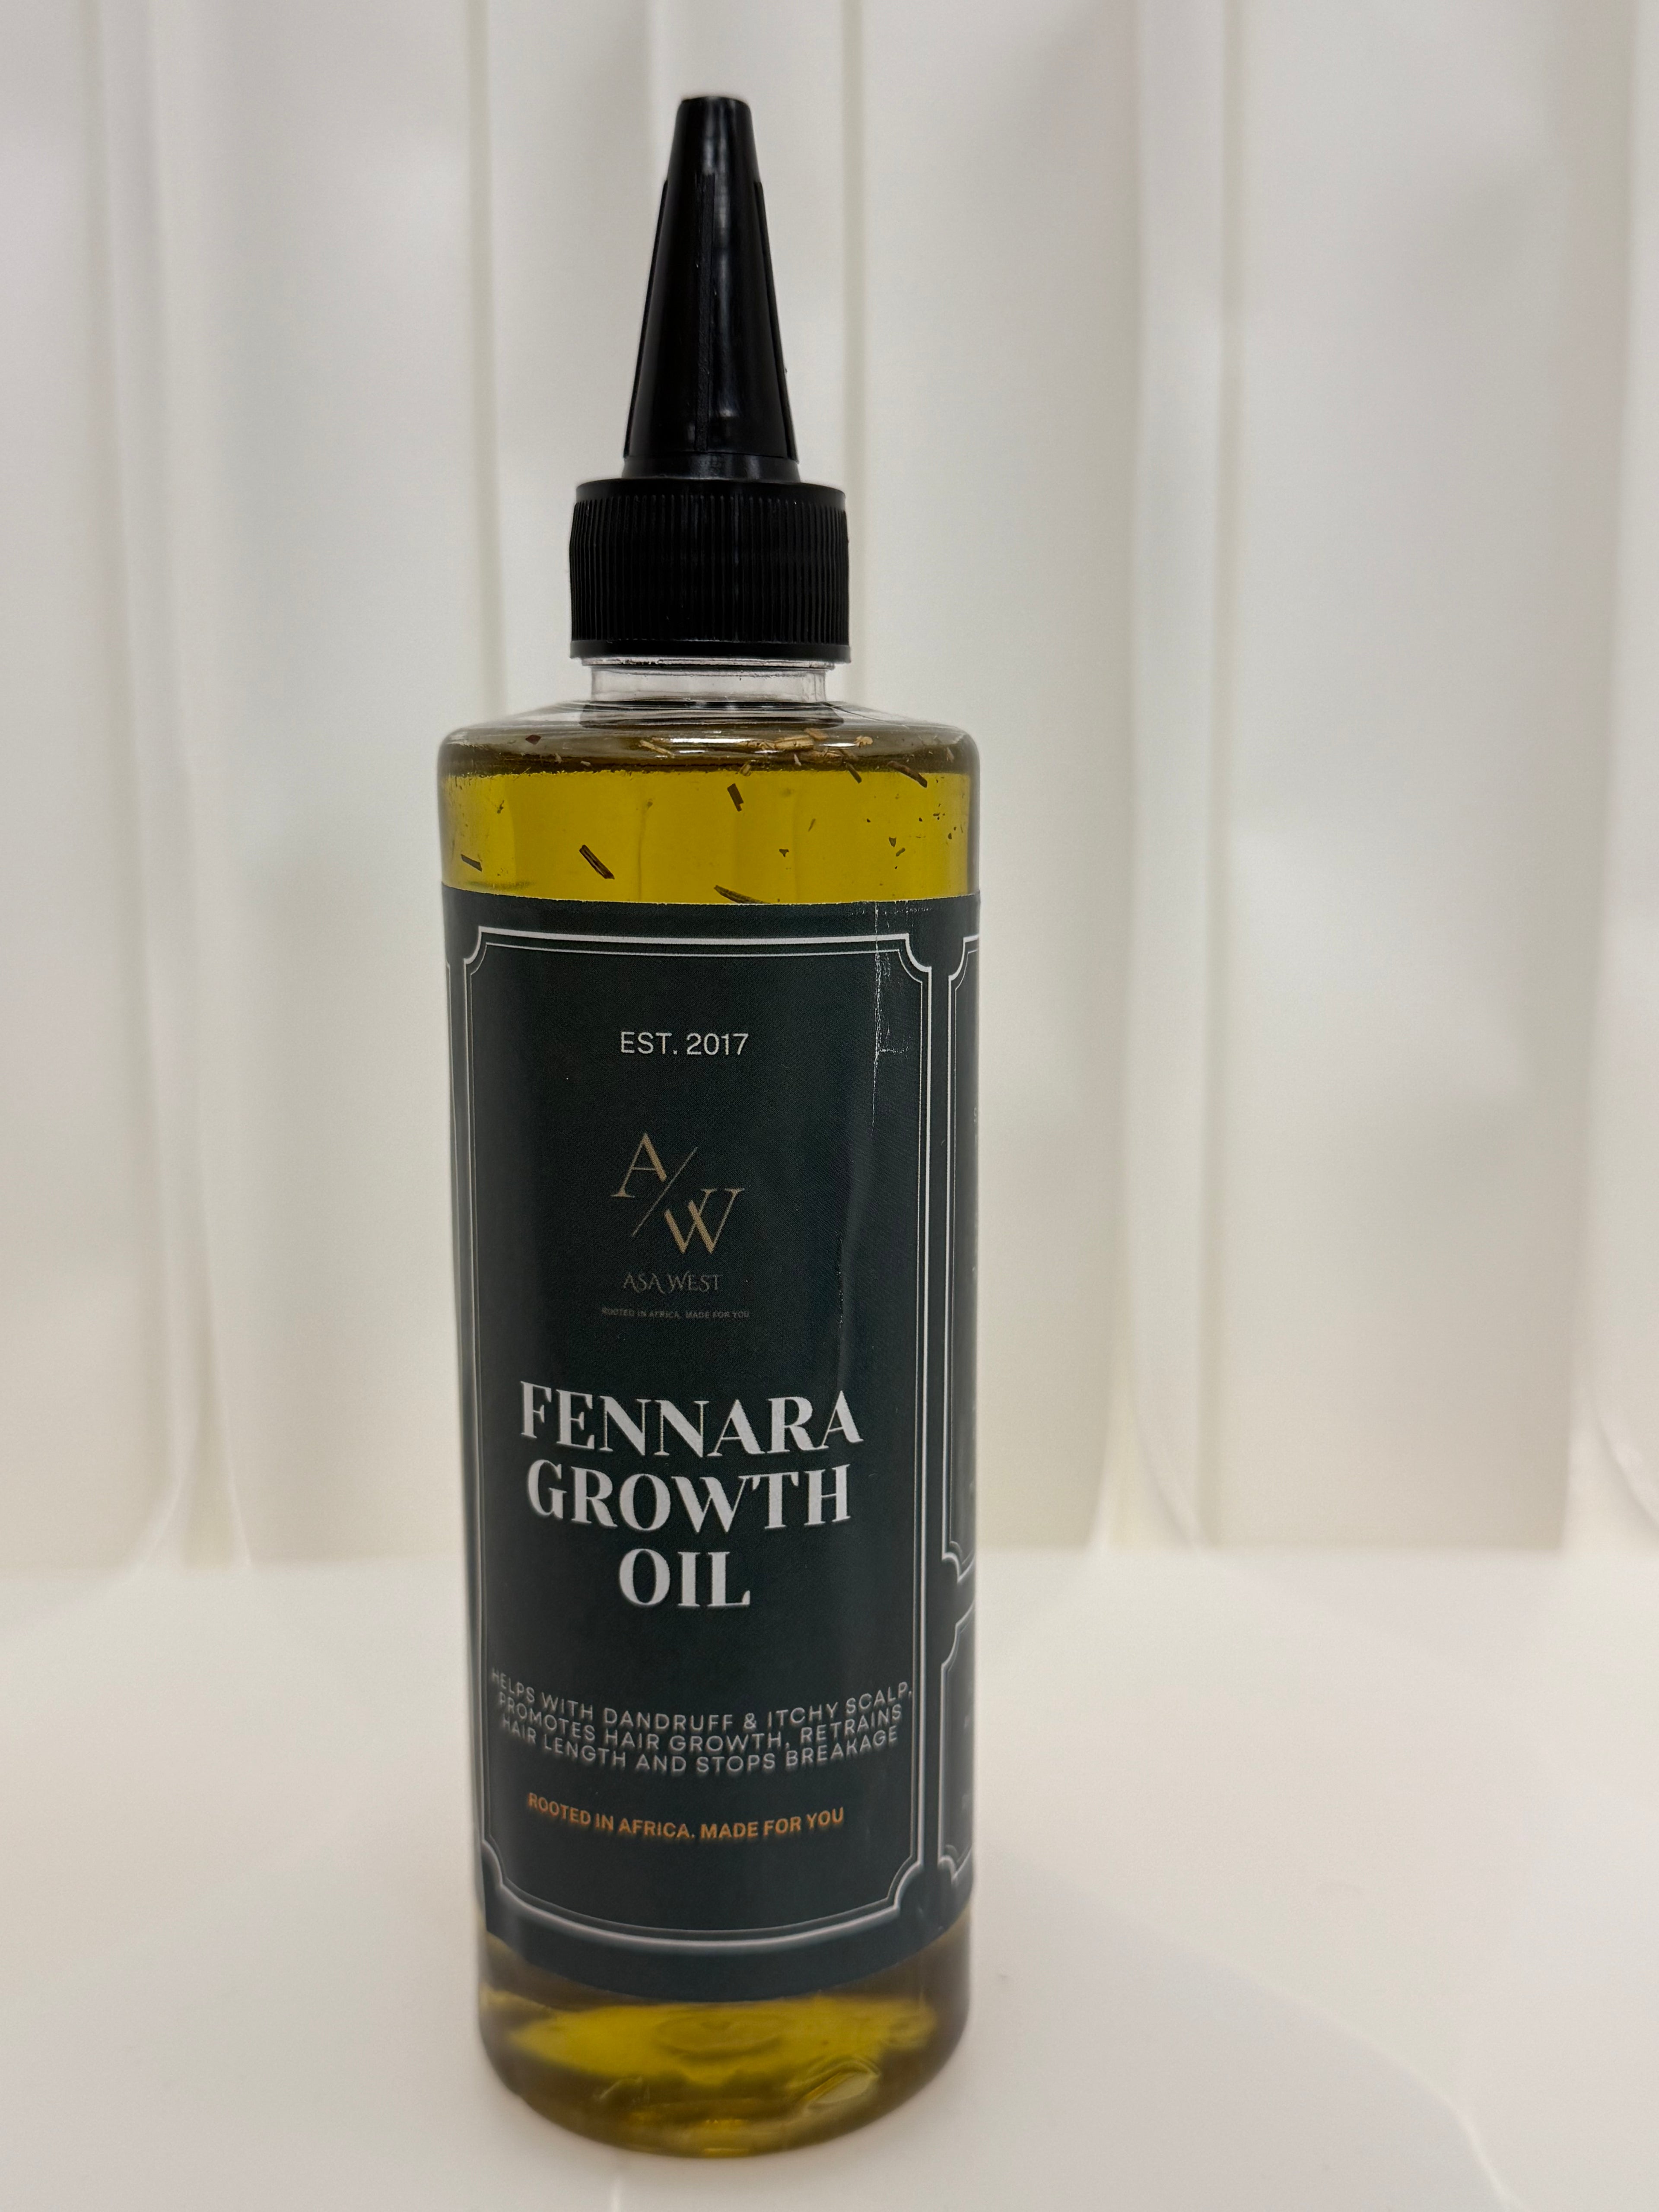 EST. 2017
A/W
ASA WEST
ROOTED IN AFRICA, MADE FOR YOU
FENNARA
GROWTH
OIL
HELPS WITH DANDRUFF & ITCHY SCALP,
PROMOTES HAIR GROWTH, RETRAINS
HAIR LENGTH AND STOPS BREAKAGE
ROOTED IN AFRICA. MADE FOR YOU